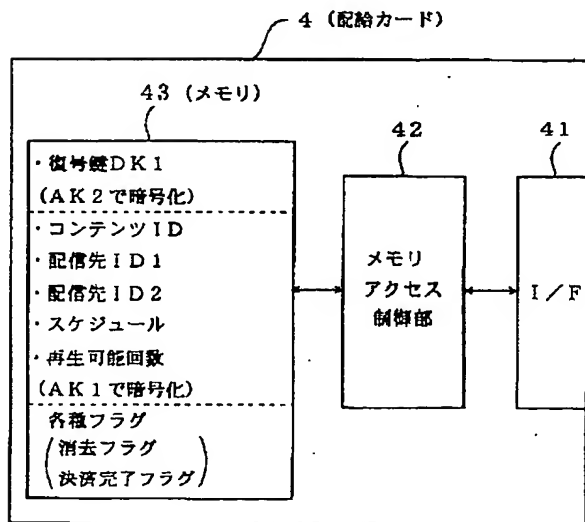 4（配給カード）
43（メモリ）
42
41
・復号鍵DK1
（AK2で暗号化）
・コンテンツID
・配信先ID1
・配信先ID2
・スケジュール
・再生可能回数
（AK1で暗号化）
各種フラグ
消去フラグ
決済完了フラグ
メモリ
アクセス
制御部
I／F